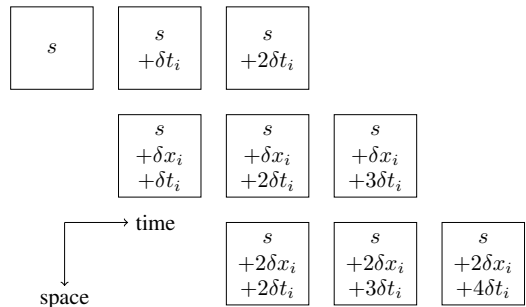 s
s
+δt_i
s
+2δt_i
s
+δx_i
+δt_i
s
+δx_i
+2δt_i
s
+δx_i
+3δt_i
time
space
s
+2δx_i
+2δt_i
s
+2δx_i
+3δt_i
s
+2δx_i
+4δt_i